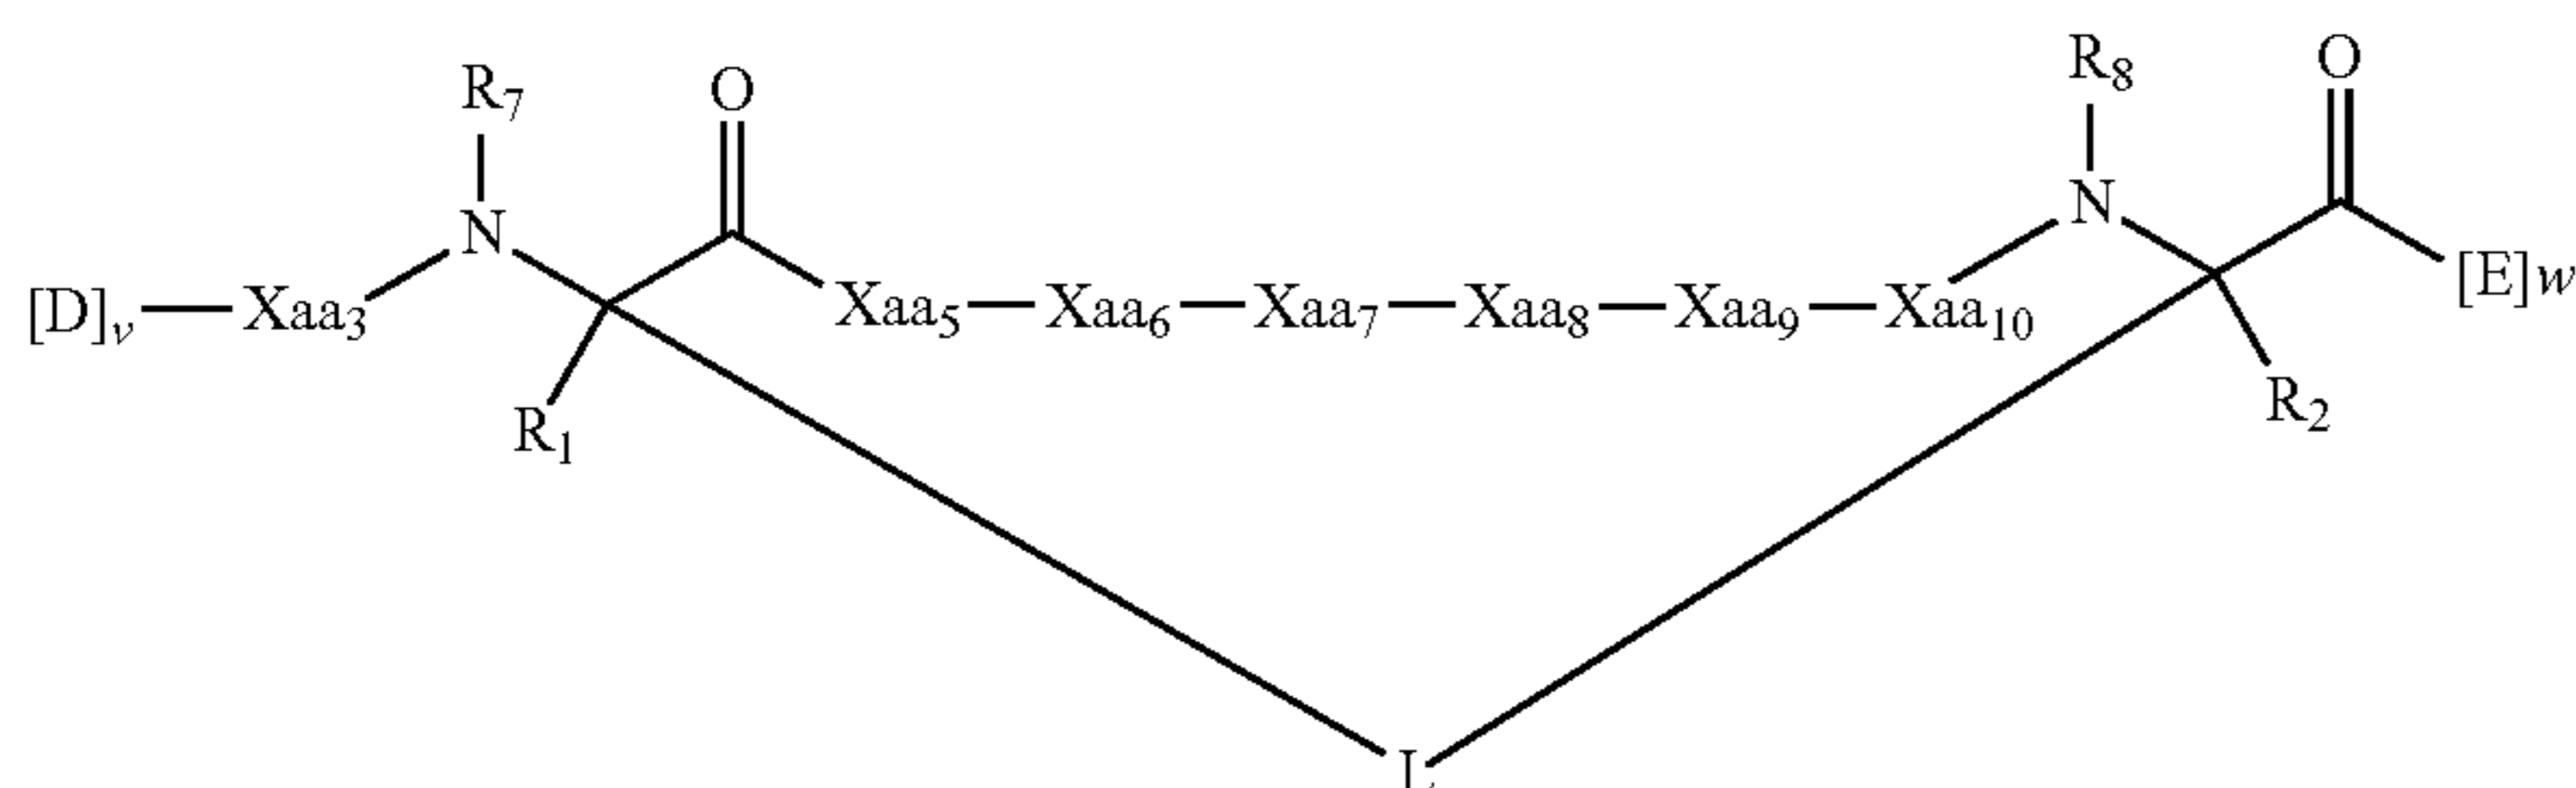 R₈
O
R₇
O
N
N
[D]ᵥ—Xaa₃
Xaa₅—Xaa₆—Xaa₇—Xaa₈—Xaa₉—Xaa₁₀
[E]w
R₁
R₂
L